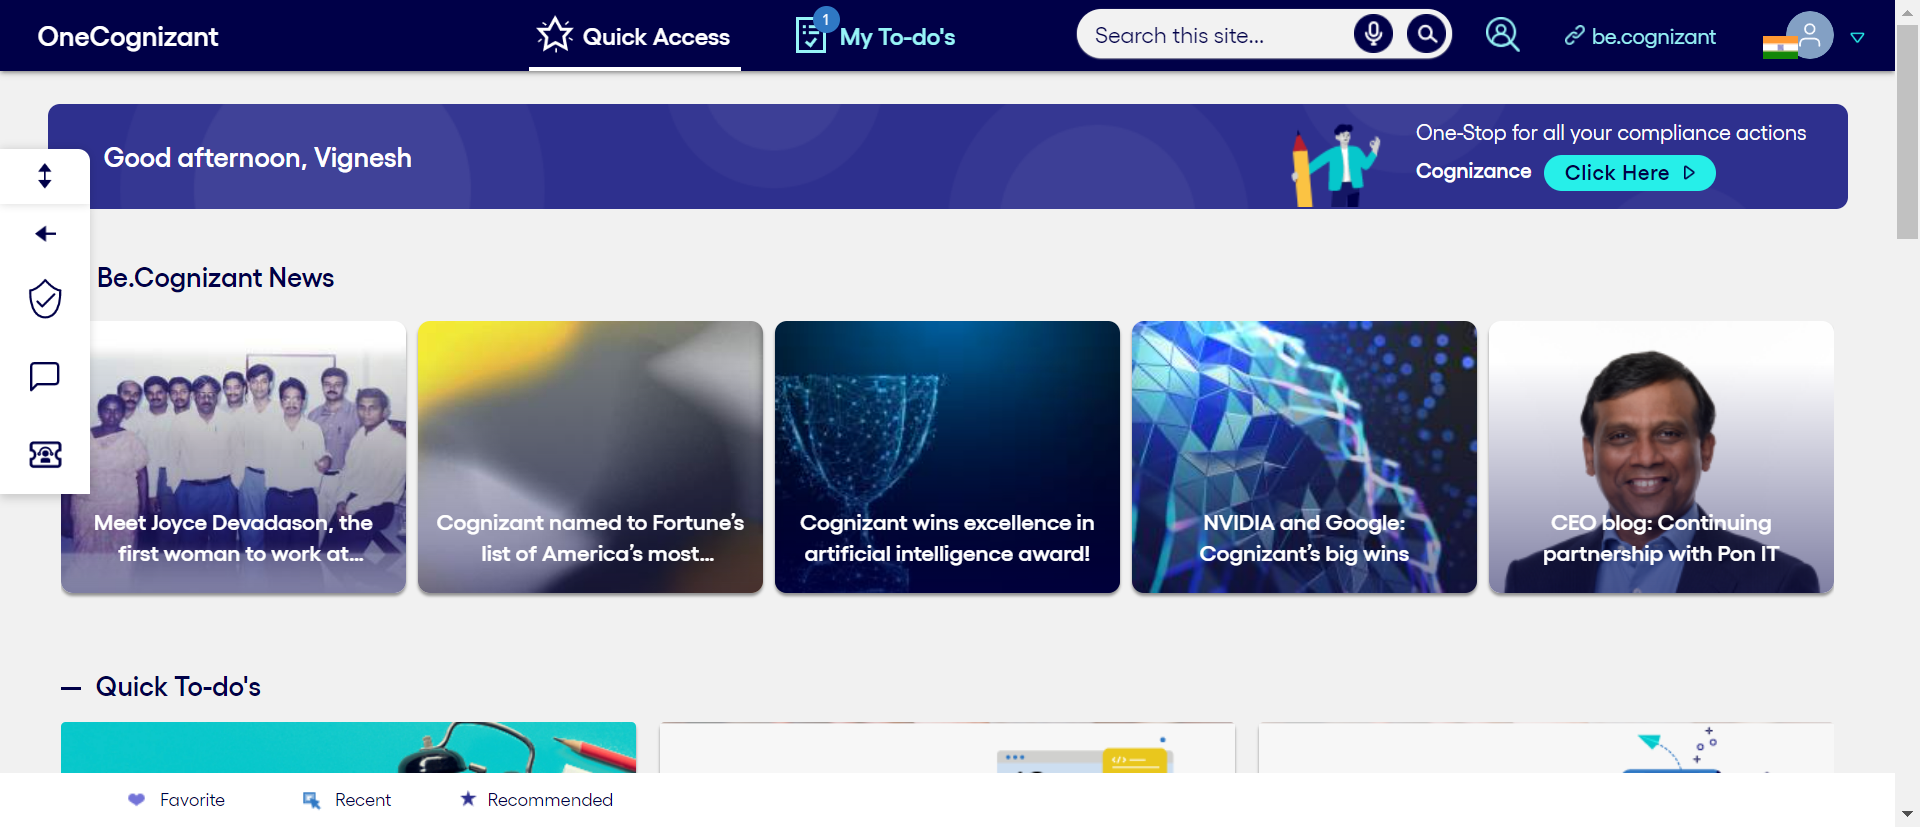 OneCognizant
Quick Access
1
My To-do's
Search this site...
be.cognizant
Good afternoon, Vignesh
One-Stop for all your compliance actions
Cognizance
Click Here
Be.Cognizant News
Meet Joyce Devadason, the
first woman to work at...
Cognizant named to Fortune’s
list of America’s most...
Cognizant wins excellence in
artificial intelligence award!
NVIDIA and Google:
Cognizant’s big wins
CEO blog: Continuing
partnership with Pon IT
Quick To-do's
Favorite
Recent
Recommended